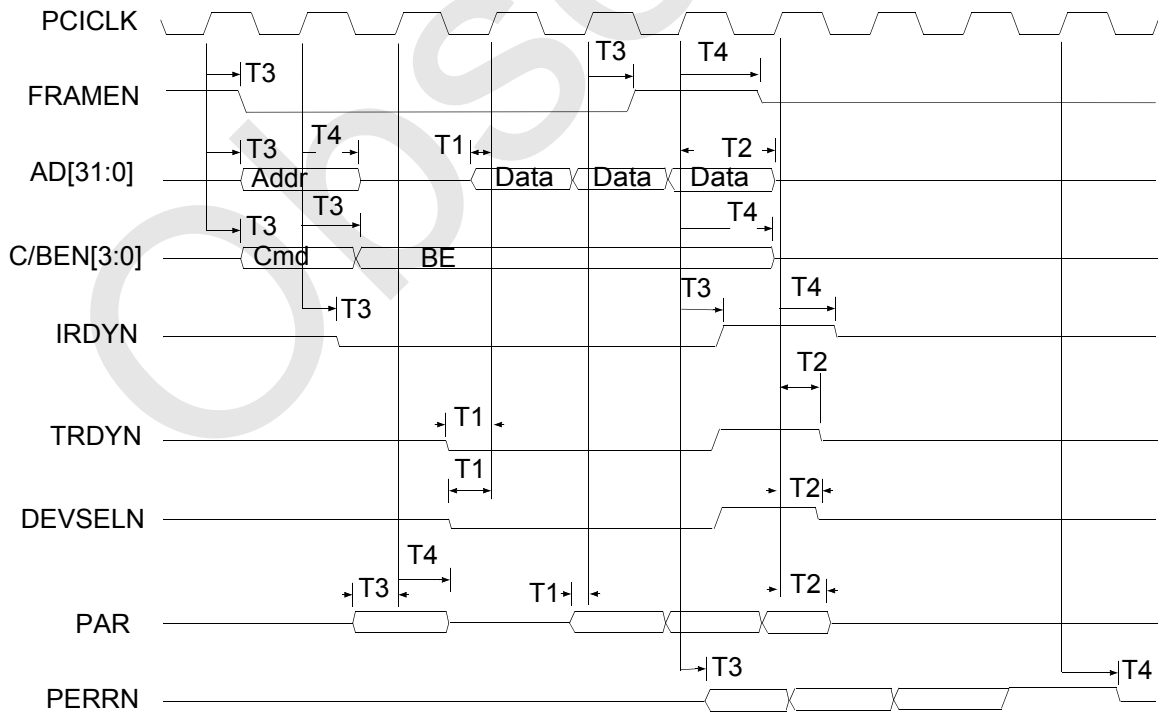 PCICLK
T3 T3 T4
FRAMEN
T3 T4 T1 T2
AD[31:0] Addr Data Data Data
T3 T3 T4
C/BEN[3:0] Cmd BE
T3 T3 T4
IRDYN
T2
T1
TRDYN
T1
T2
DEVSELN
T4
T3 T1 T2
PAR
T3 T4
PERRN
Obs